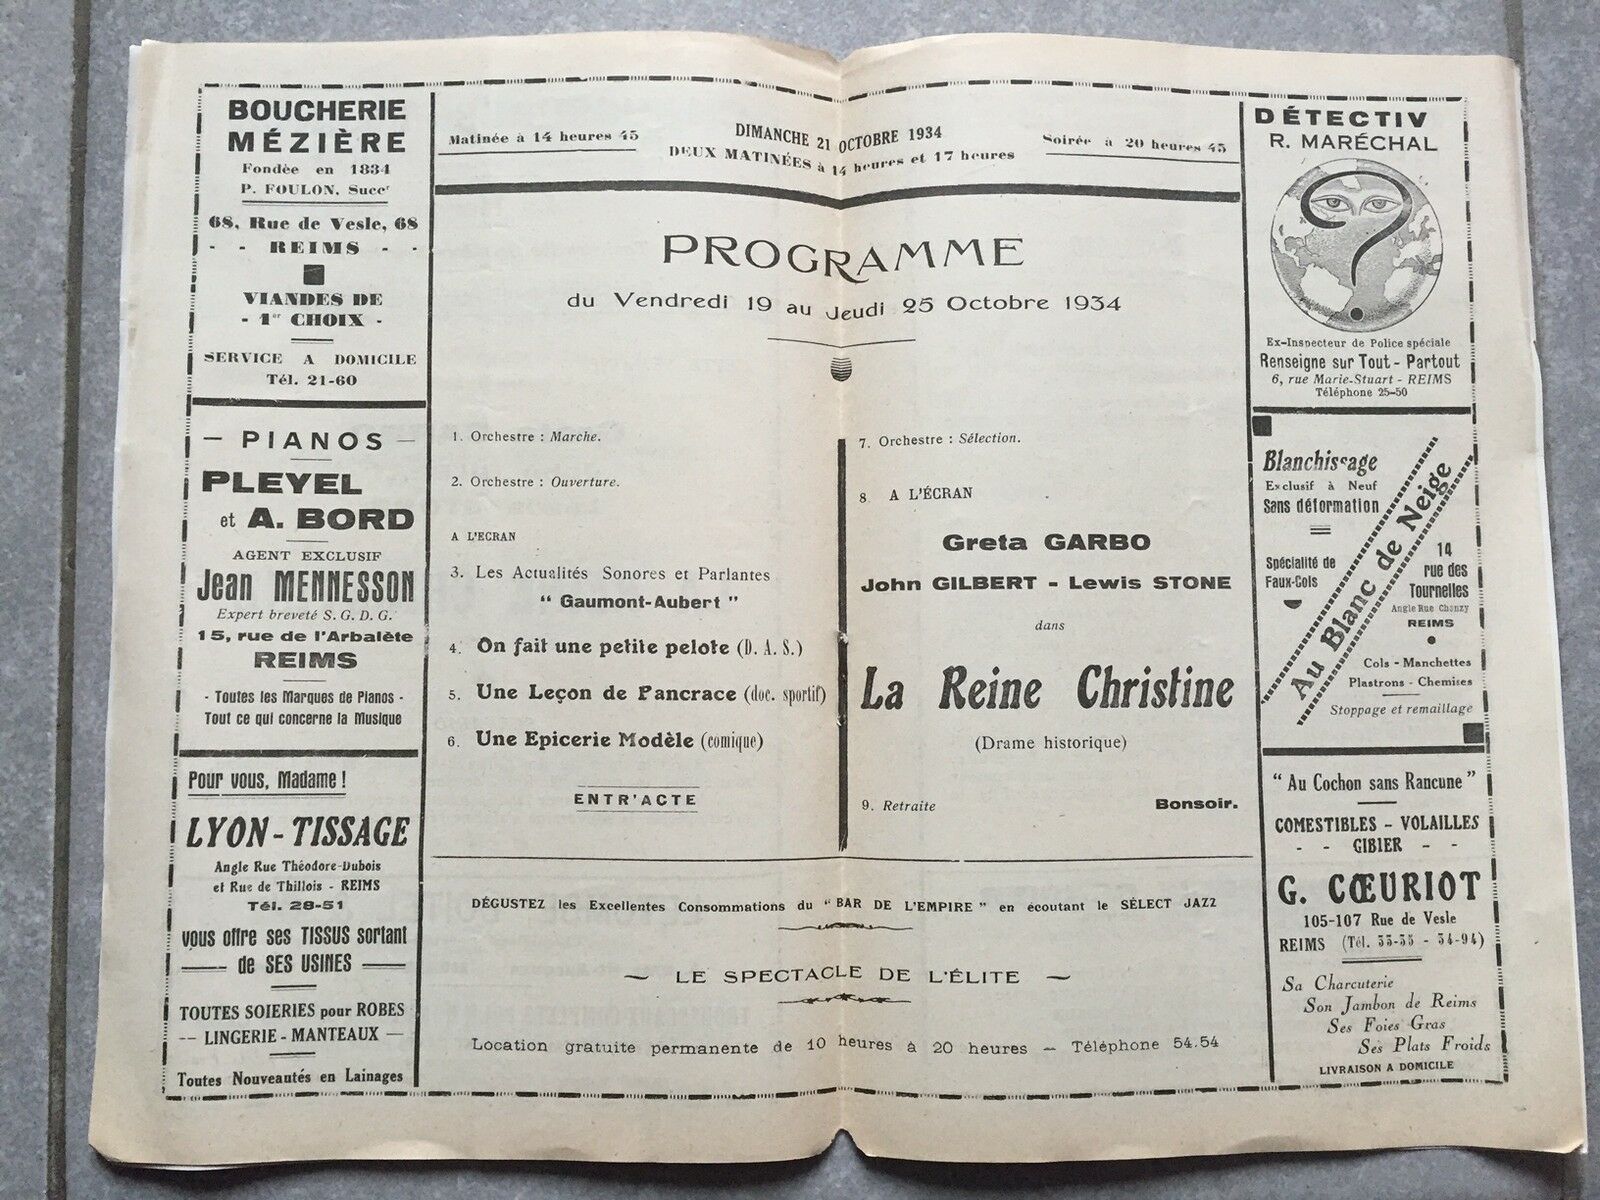 BOUCHERIE
MÉZIÈRE
Fondée en 1834
P. FOULON, Succr
68, Rue de Vesle, 68
- - REIMS - -
VIANDES DE
- 1er CHOIX -
SERVICE A DOMICILE
Tél. 21-60
— PIANOS —
PLEYEL
et A. BORD
AGENT EXCLUSIF
Jean MENNESSON
Expert breveté S. G. D. G.
15, rue de l'Arbalète
REIMS
- Toutes les Marques de Pianos -
Tout ce qui concerne la Musique
Pour vous, Madame !
LYON - TISSAGE
Angle Rue Théodore-Dubois
et Rue de Thillois - REIMS
Tél. 28-51
vous offre ses TISSUS sortant
— de SES USINES —
TOUTES SOIERIES pour ROBES
-- LINGERIE - MANTEAUX —
Toutes Nouveautés en Lainages
Matinée à 14 heures 45
DIMANCHE 21 OCTOBRE 1934
DEUX MATINÉES à 14 heures et 17 heures
Soirée à 20 heures 45
PROGRAMME
du Vendredi 19 au Jeudi 25 Octobre 1934
1. Orchestre : Marche.
2. Orchestre : Ouverture.
A L'ECRAN
3. Les Actualités Sonores et Parlantes
" Gaumont-Aubert "
4. On fait une petite pelote (D. A. S.)
5. Une Leçon de Pancrace (doc. sportif)
6. Une Epicerie Modèle (comique)
ENTR'ACTE
7. Orchestre : Sélection.
8. A L'ÉCRAN
Greta GARBO
John GILBERT - Lewis STONE
dans
La Reine Christine
(Drame historique)
9. Retraite Bonsoir.
DÉGUSTEZ les Excellentes Consommations du " BAR DE L'EMPIRE " en écoutant le SÉLECT JAZZ
~ LE SPECTACLE DE L'ÉLITE ~
Location gratuite permanente de 10 heures à 20 heures — Téléphone 54.54
DÉTECTIV
R. MARÉCHAL
?
Ex-Inspecteur de Police spéciale
Renseigne sur Tout - Partout
6, rue Marie-Stuart - REIMS
Téléphone 25-50
Blanchissage
Exclusif à Neuf
Sans déformation
Spécialité de
Faux-Cols
Au Blanc de Neige
14
rue des
Tournelles
Angle Rue Chanzy
REIMS
Cols - Manchettes
Plastrons - Chemises
Stoppage et remaillage
" Au Cochon sans Rancune "
COMESTIBLES - VOLAILLES
- - GIBIER - -
G. CŒURIOT
105-107 Rue de Vesle
REIMS (Tél. 33-35 - 34-94)
Sa Charcuterie
Son Jambon de Reims
Ses Foies Gras
Ses Plats Froids
LIVRAISON A DOMICILE